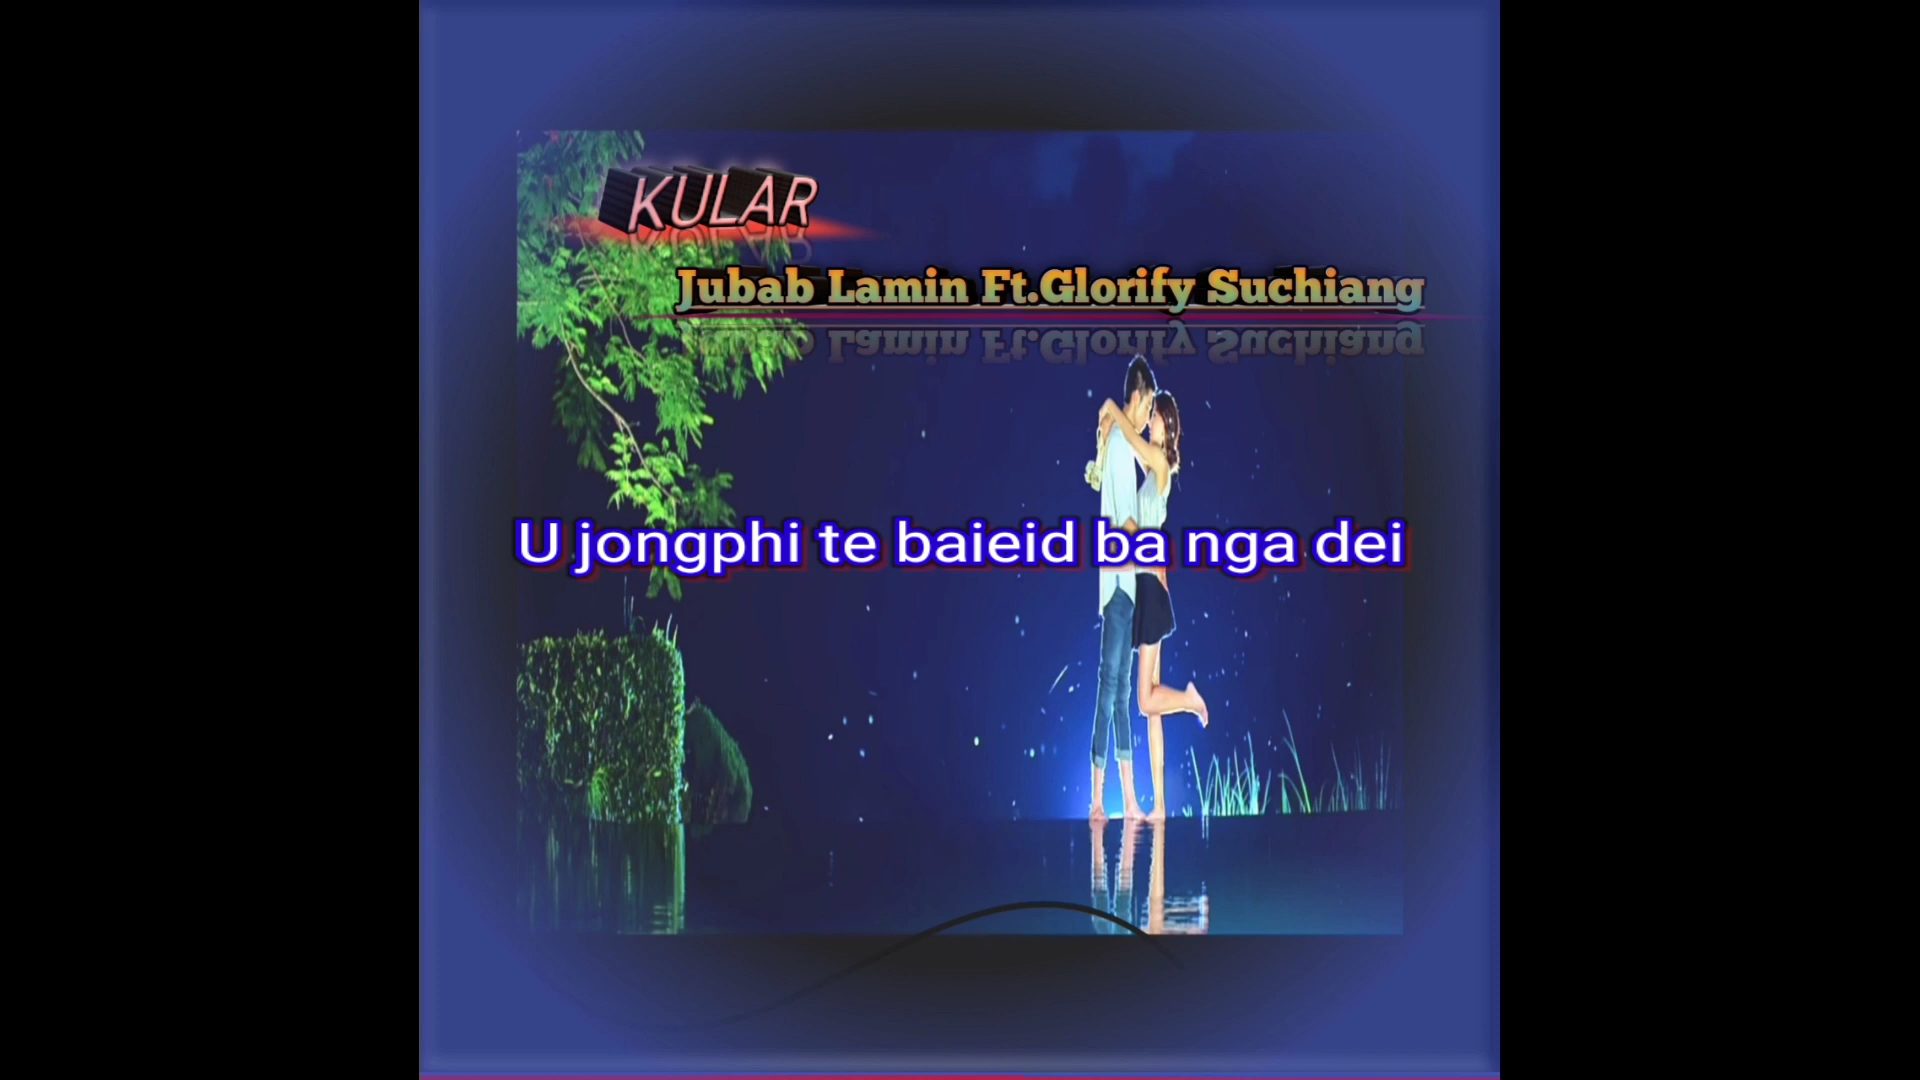 KULAR
Jubab Lamin Ft.Glorify Suchiang
U jongphi te baieid ba nga dei